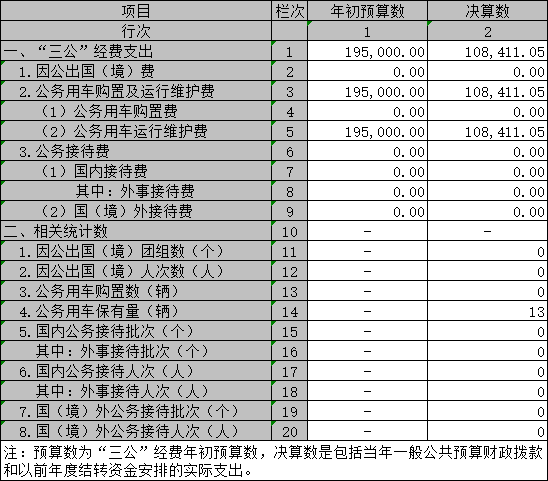 项目 栏次 年初预算数 决算数
行次 1 2
一、“三公”经费支出 1 195,000.00 108,411.05
1.因公出国（境）费 2 0.00 0.00
2.公务用车购置及运行维护费 3 195,000.00 108,411.05
（1）公务用车购置费 4 0.00 0.00
（2）公务用车运行维护费 5 195,000.00 108,411.05
3.公务接待费 6 0.00 0.00
（1）国内接待费 7 0.00 0.00
其中：外事接待费 8 0.00 0.00
（2）国（境）外接待费 9 0.00 0.00
二、相关统计数 10 － －
1.因公出国（境）团组数（个） 11 － 0
2.因公出国（境）人次数（人） 12 － 0
3.公务用车购置数（辆） 13 － 0
4.公务用车保有量（辆） 14 － 13
5.国内公务接待批次（个） 15 － 0
其中：外事接待批次（个） 16 － 0
6.国内公务接待人次（人） 17 － 0
其中：外事接待人次（人） 18 － 0
7.国（境）外公务接待批次（个） 19 － 0
8.国（境）外公务接待人次（人） 20 － 0
注：预算数为“三公”经费年初预算数，决算数是包括当年一般公共预算财政拨款
和以前年度结转资金安排的实际支出。